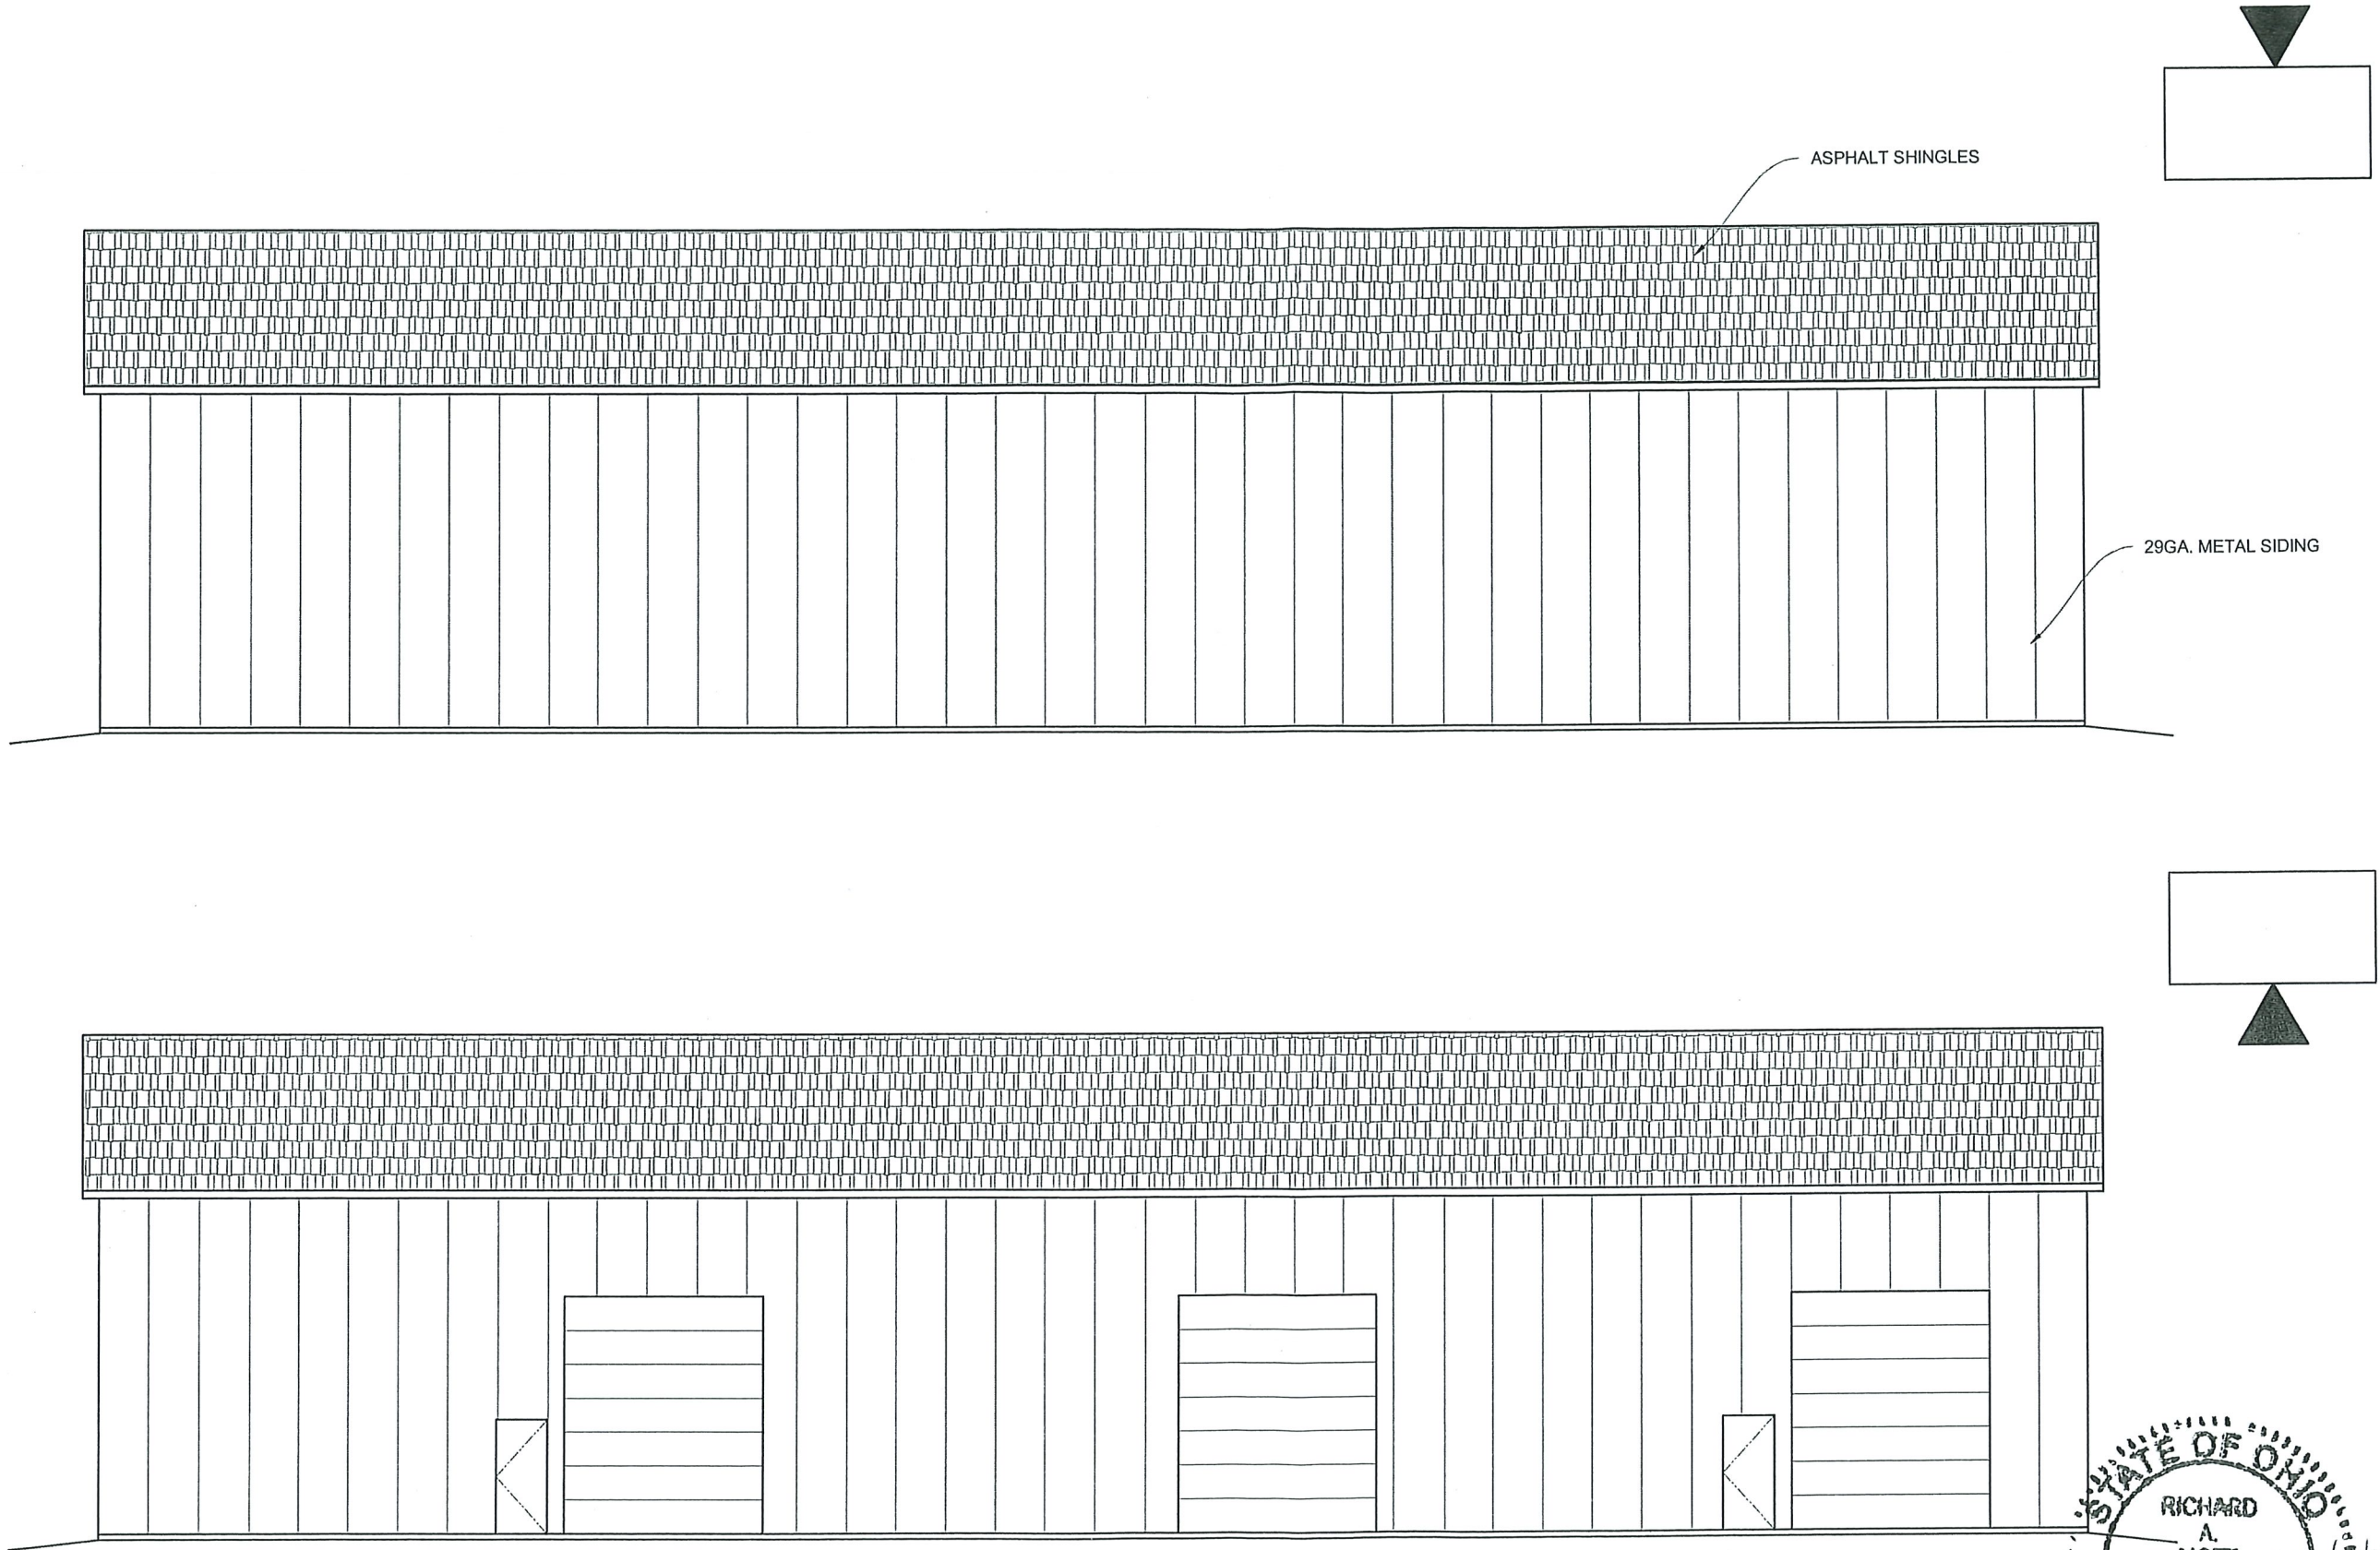 ASPHALT SHINGLES
29GA. METAL SIDING
STATE OF OHIO
RICHARD
A.